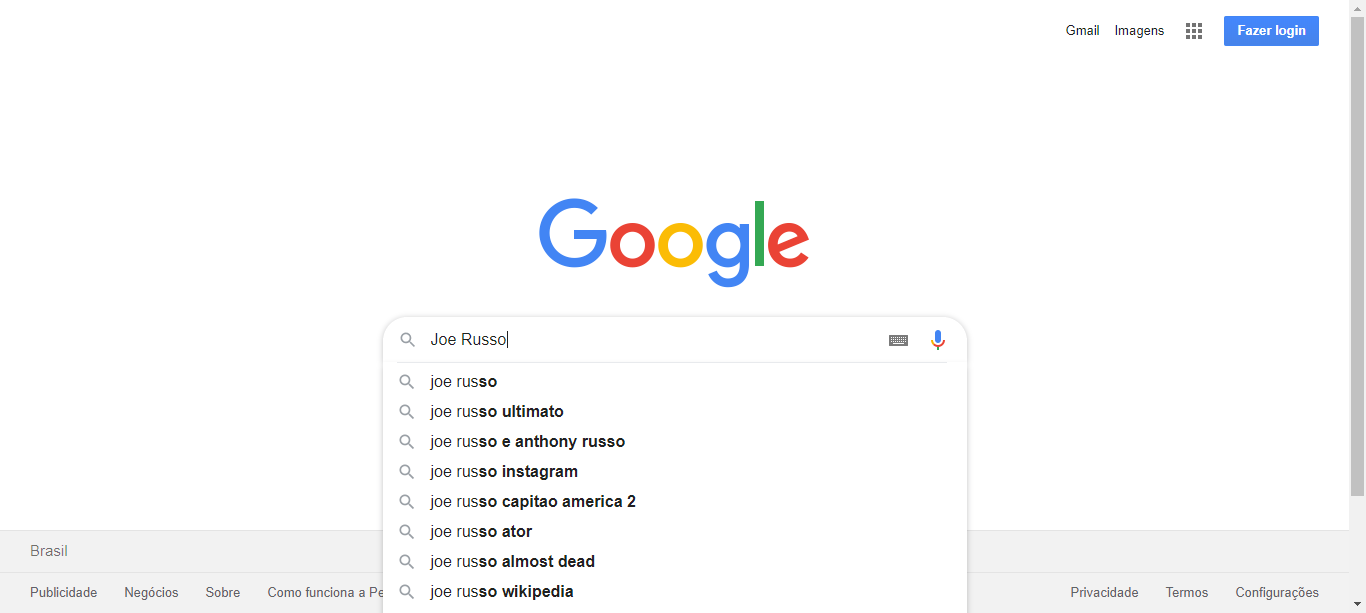 Gmail Imagens Fazer login
Google
Joe Russo
joe russo
joe russo ultimato
joe russo e anthony russo
joe russo instagram
joe russo capitao america 2
joe russo ator
joe russo almost dead
joe russo wikipedia
Brasil
Publicidade Negócios Sobre Como funciona a Pe
Privacidade Termos Configurações